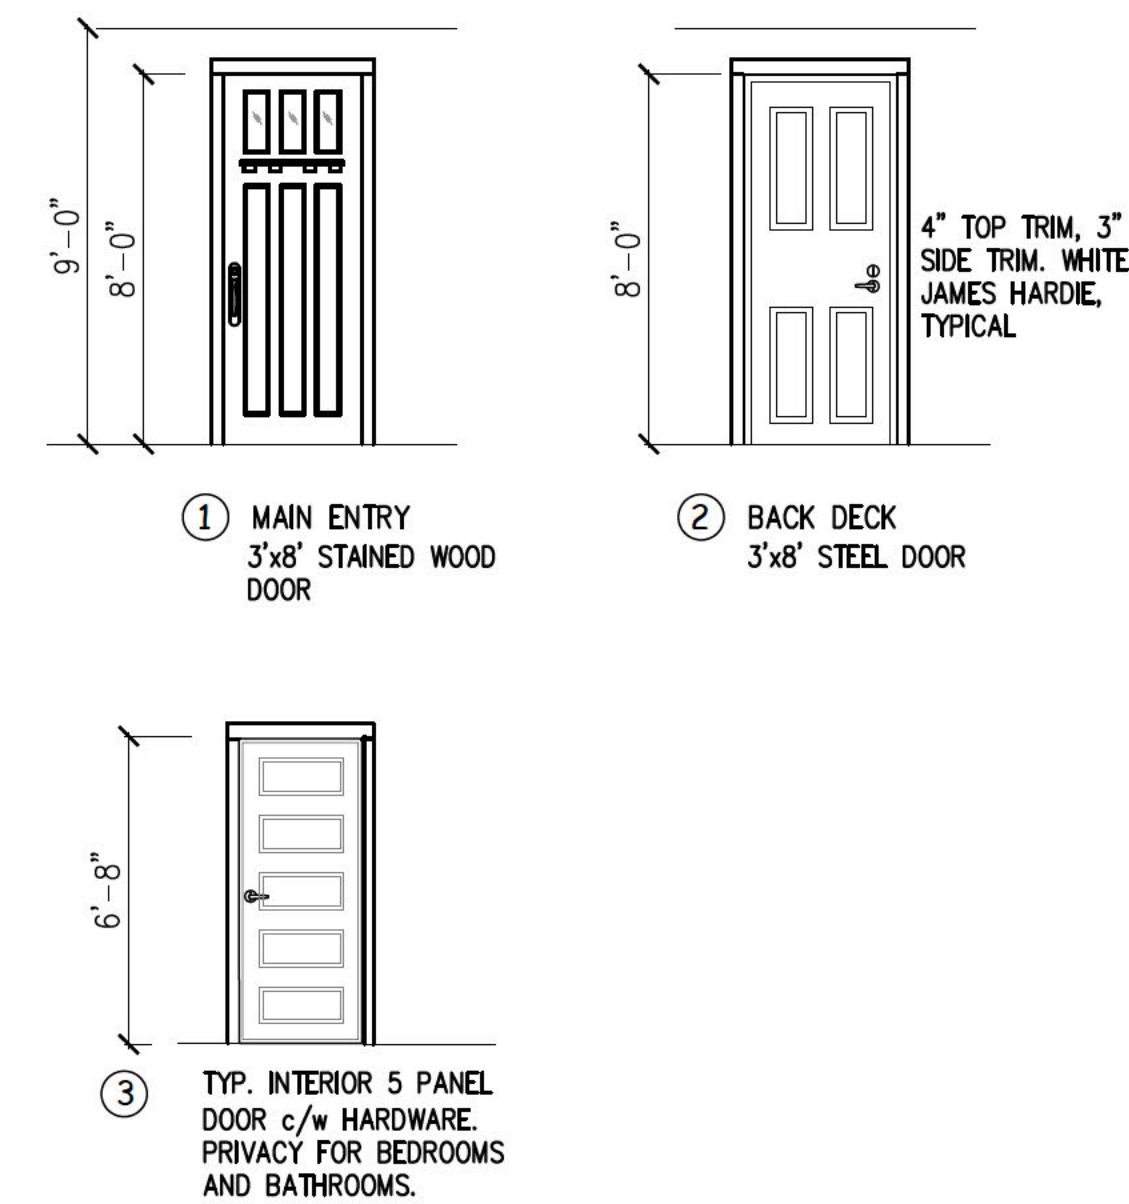 9'-0"
8'-0"
8'-0"
4" TOP TRIM, 3"
SIDE TRIM. WHITE
JAMES HARDIE,
TYPICAL
1 MAIN ENTRY
3'x8' STAINED WOOD
DOOR
2 BACK DECK
3'x8' STEEL DOOR
6'-8"
3 TYP. INTERIOR 5 PANEL
DOOR c/w HARDWARE.
PRIVACY FOR BEDROOMS
AND BATHROOMS.